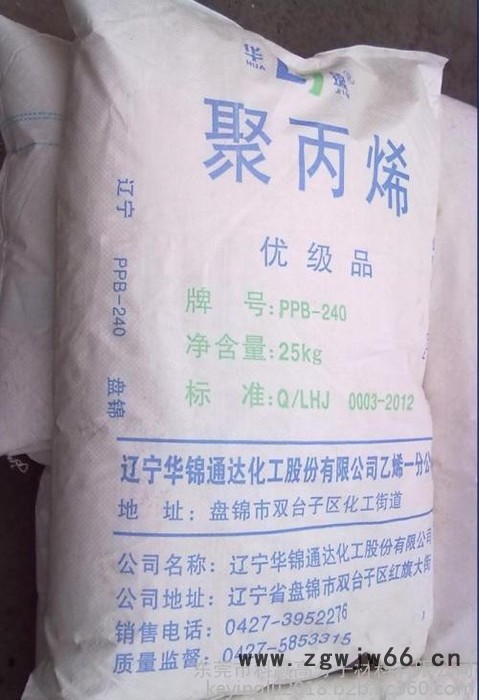 华 锦
HUA JIN
聚丙烯
优级品
牌 号:PPB-240
净含量:25kg
标 准:Q/LHJ 0003-2012
辽宁 PPB-240 盘锦
辽宁华锦通达化工股份有限公司乙烯一分公
地 址:盘锦市双台子区化工街道
公司名称:辽宁华锦通达化工股份有限公司
公司地址:辽宁省盘锦市双台子区红旗大街
销售电话:0427-3952276
质量监督:0427-5853315
www.zgwjw66.cn